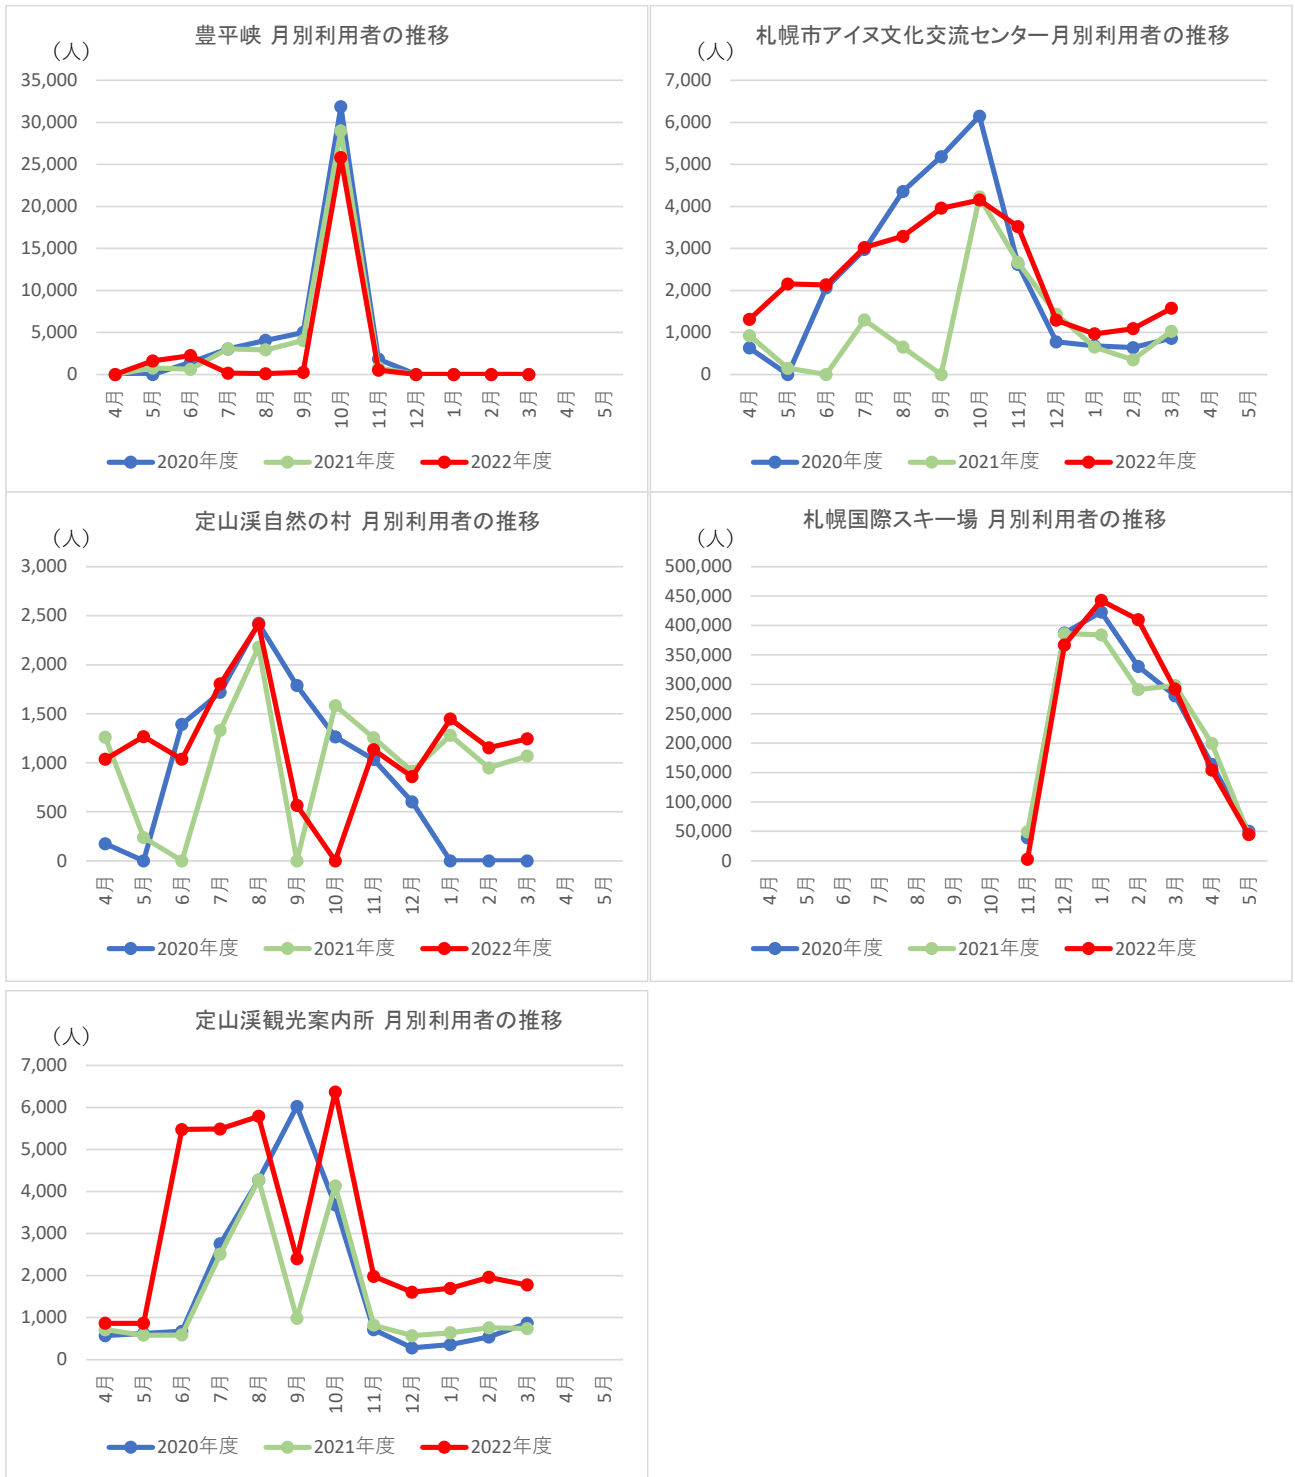 豊平峡 月別利用者の推移
（人）
35,000
30,000
25,000
20,000
15,000
10,000
5,000
0
4月 5月 6月 7月 8月 9月 10月 11月 12月 1月 2月 3月 4月 5月
2020年度 2021年度 2022年度
札幌市アイヌ文化交流センター月別利用者の推移
（人）
7,000
6,000
5,000
4,000
3,000
2,000
1,000
0
4月 5月 6月 7月 8月 9月 10月 11月 12月 1月 2月 3月 4月 5月
2020年度 2021年度 2022年度
定山渓自然の村 月別利用者の推移
（人）
3,000
2,500
2,000
1,500
1,000
500
0
4月 5月 6月 7月 8月 9月 10月 11月 12月 1月 2月 3月 4月 5月
2020年度 2021年度 2022年度
札幌国際スキー場 月別利用者の推移
（人）
500,000
450,000
400,000
350,000
300,000
250,000
200,000
150,000
100,000
50,000
0
4月 5月 6月 7月 8月 9月 10月 11月 12月 1月 2月 3月 4月 5月
2020年度 2021年度 2022年度
定山渓観光案内所 月別利用者の推移
（人）
7,000
6,000
5,000
4,000
3,000
2,000
1,000
0
4月 5月 6月 7月 8月 9月 10月 11月 12月 1月 2月 3月 4月 5月
2020年度 2021年度 2022年度